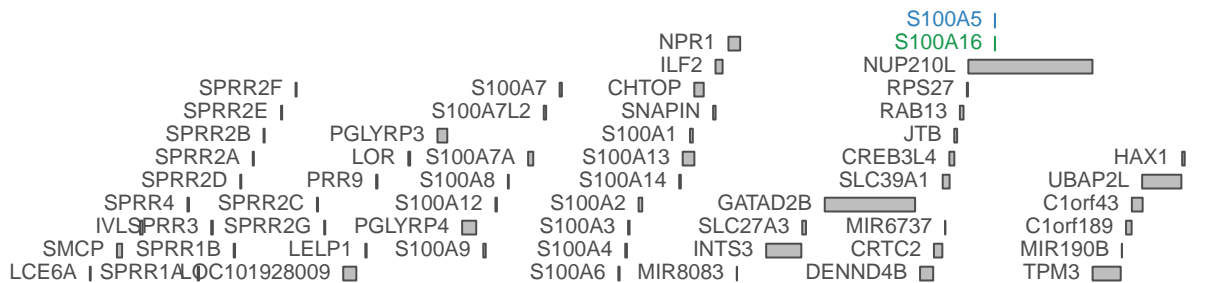 S100A5
NPR1 S100A16
ILF2 NUP210L
SPRR2F S100A7 CHTOP RPS27
SPRR2E S100A7L2 SNAPIN RAB13
SPRR2B PGLYRP3 S100A1 JTB
SPRR2A LOR S100A7A S100A13 CREB3L4 HAX1
SPRR2D PRR9 S100A8 S100A14 SLC39A1 UBAP2L
SPRR4 SPRR2C S100A12 S100A2 GATAD2B C1orf43
IVL SPRR3 SPRR2G PGLYRP4 S100A3 SLC27A3 MIR6737 C1orf189
SMCP SPRR1B LELP1 S100A9 S100A4 INTS3 CRTC2 MIR190B
LCE6A SPRR1A LOC101928009 S100A6 MIR8083 DENND4B TPM3